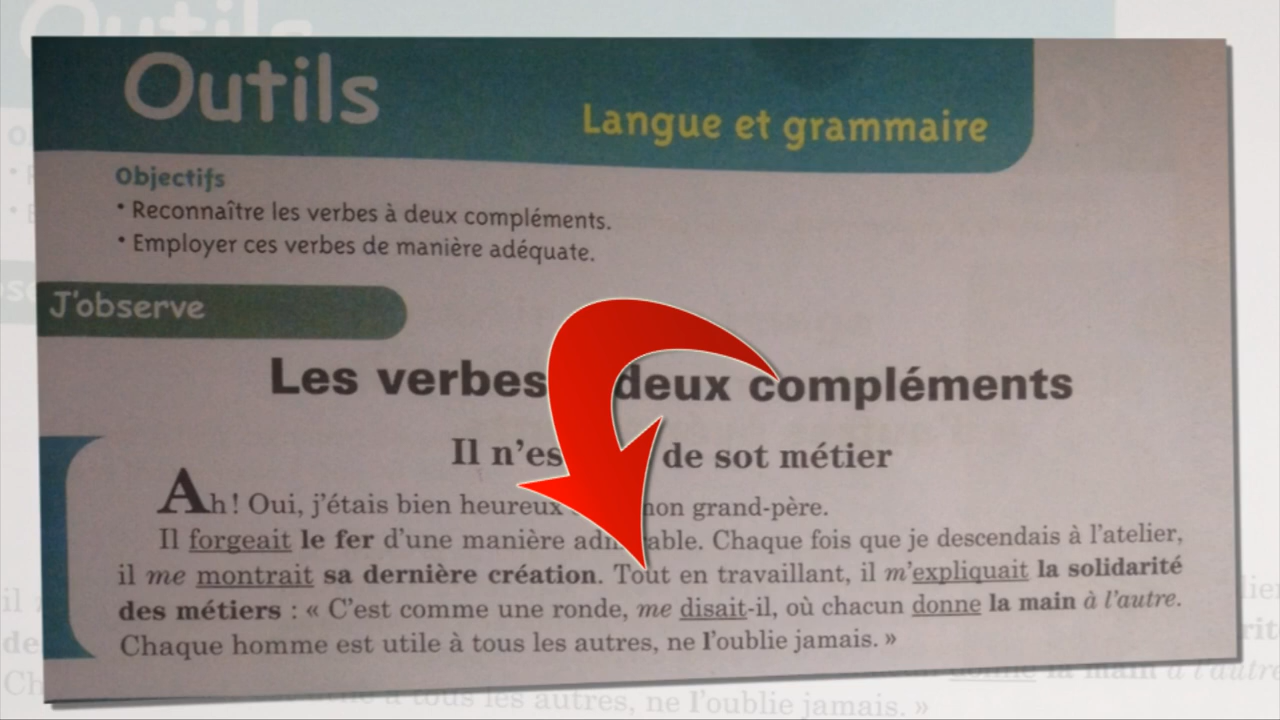 Outils
Langue et grammaire
Objectifs
• Reconnaître les verbes à deux compléments.
• Employer ces verbes de manière adéquate.
J'observe
Les verbes deux compléments
Il n'es de sot métier
Ah ! Oui, j'étais bien heureux mon grand-père.
Il forgeait le fer d'une manière admirable. Chaque fois que je descendais à l'atelier,
il me montrait sa dernière création. Tout en travaillant, il m'expliquait la solidarité
des métiers : « C'est comme une ronde, me disait-il, où chacun donne la main à l'autre.
Chaque homme est utile à tous les autres, ne l'oublie jamais. »